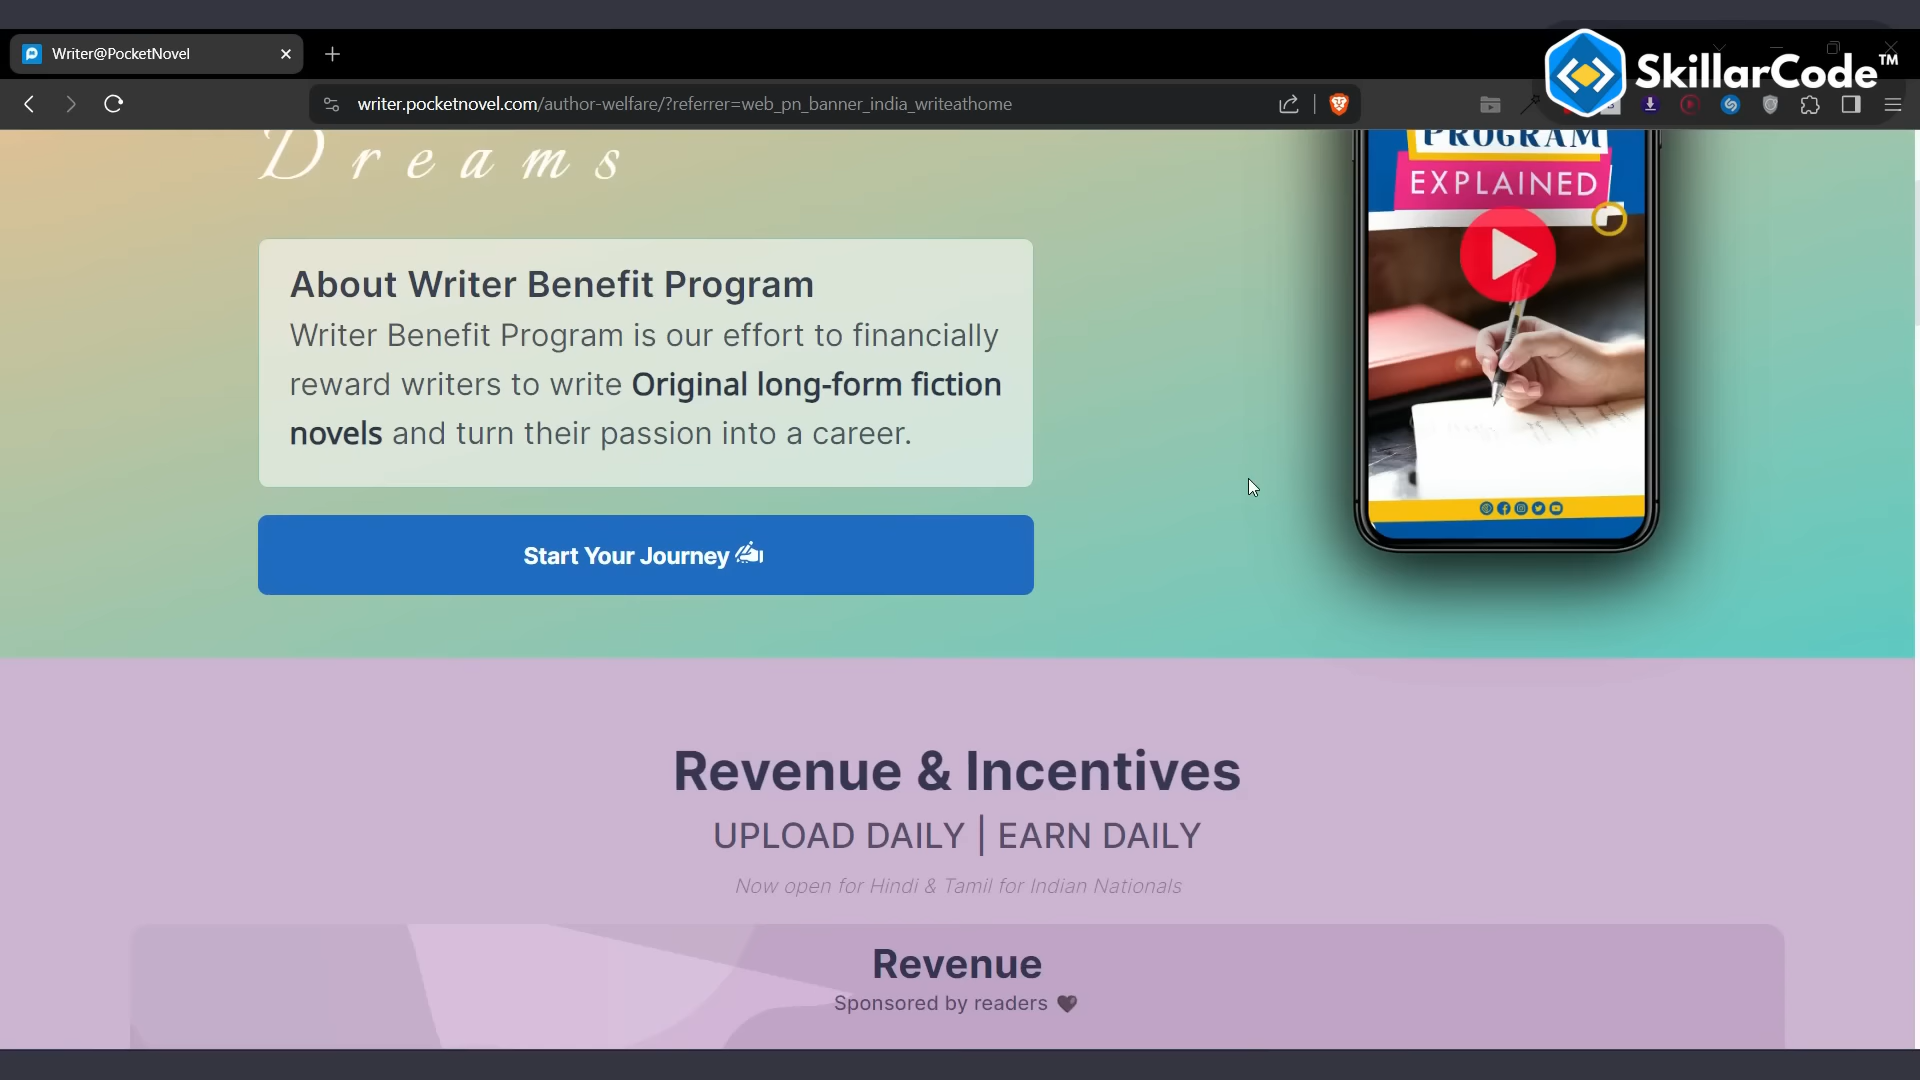 Writer@PocketNovel
SkillarCode™
writer.pocketnovel.com/author-welfare/?referrer=web_pn_banner_india_writeathome
Dreams
PROGRAM
EXPLAINED
About Writer Benefit Program
Writer Benefit Program is our effort to financially
reward writers to write Original long-form fiction
novels and turn their passion into a career.
Start Your Journey
Revenue & Incentives
UPLOAD DAILY | EARN DAILY
Now open for Hindi & Tamil for Indian Nationals
Revenue
Sponsored by readers